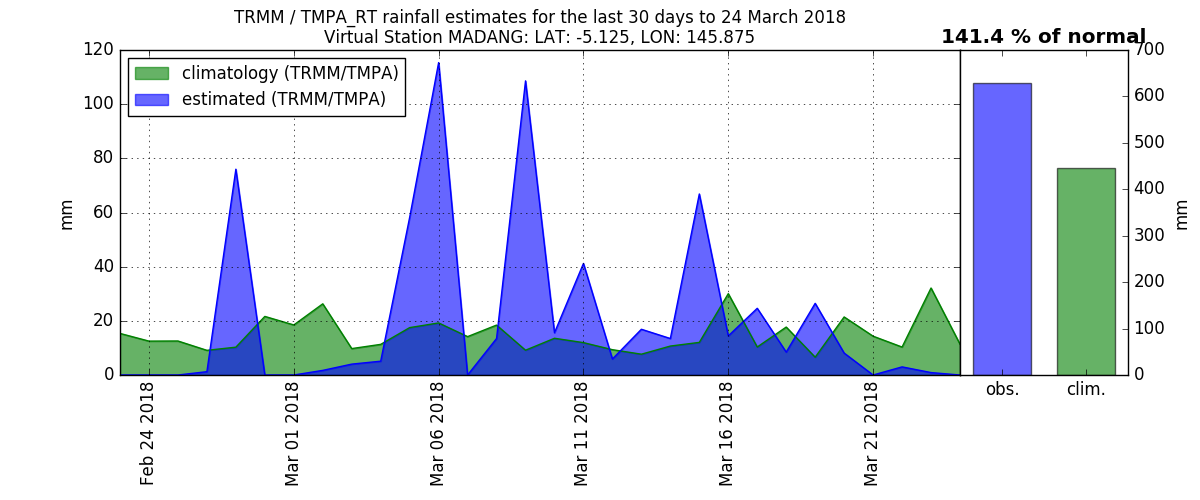 TRMM / TMPA_RT rainfall estimates for the last 30 days to 24 March 2018
Virtual Station MADANG: LAT: -5.125, LON: 145.875
141.4 % of normal
climatology (TRMM/TMPA)
estimated (TRMM/TMPA)
120
100
80
60
40
20
0
mm
Feb 24 2018
Mar 01 2018
Mar 06 2018
Mar 11 2018
Mar 16 2018
Mar 21 2018
700
600
500
400
300
200
100
0
mm
obs.
clim.